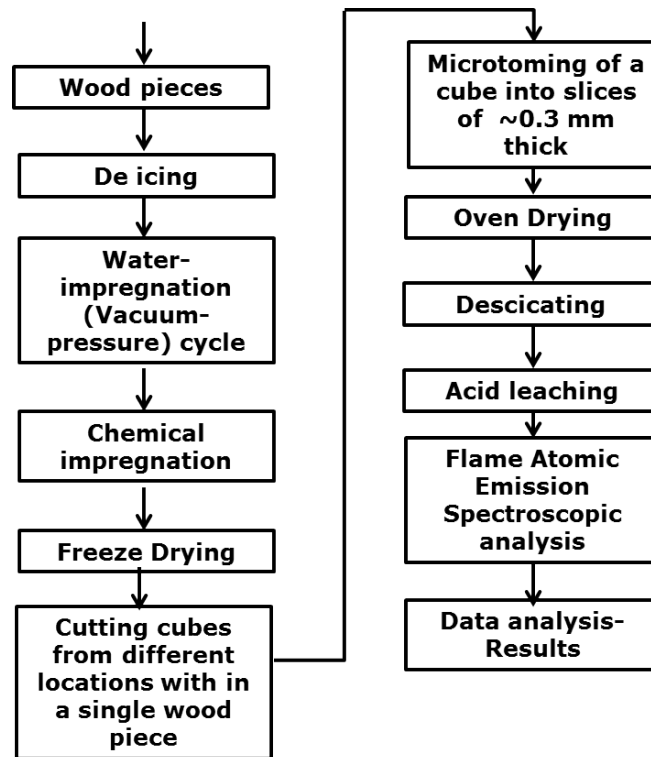 Wood pieces
De icing
Water-
impregnation
(Vacuum-
pressure) cycle
Chemical
impregnation
Freeze Drying
Cutting cubes
from different
locations with in
a single wood
piece
Microtoming of a
cube into slices
of ~0.3 mm
thick
Oven Drying
Descicating
Acid leaching
Flame Atomic
Emission
Spectroscopic
analysis
Data analysis-
Results